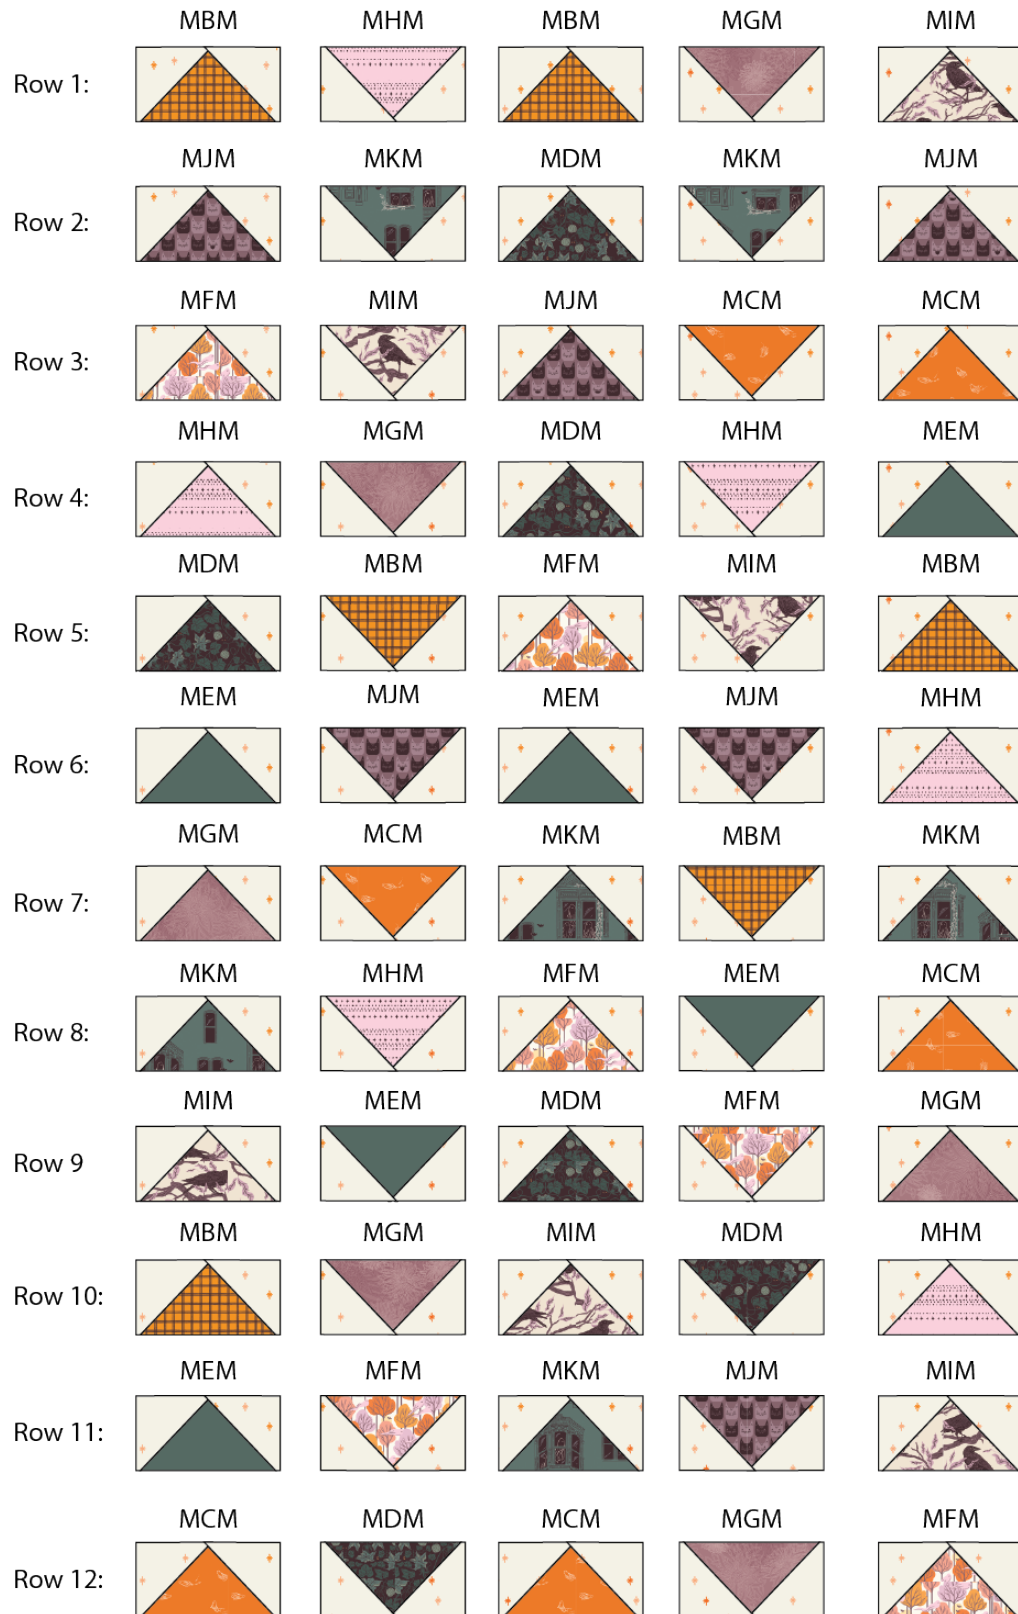 MBM MHM MBM MGM MIM
Row 1:
MJM MKM MDM MKM MJM
Row 2:
MFM MIM MJM MCM MCM
Row 3:
MHM MGM MDM MHM MEM
Row 4:
MDM MBM MFM MIM MBM
Row 5:
MEM MJM MEM MJM MHM
Row 6:
MGM MCM MKM MBM MKM
Row 7:
MKM MHM MFM MEM MCM
Row 8:
MIM MEM MDM MFM MGM
Row 9
MBM MGM MIM MDM MHM
Row 10:
MEM MFM MKM MJM MIM
Row 11:
MCM MDM MCM MGM MFM
Row 12: